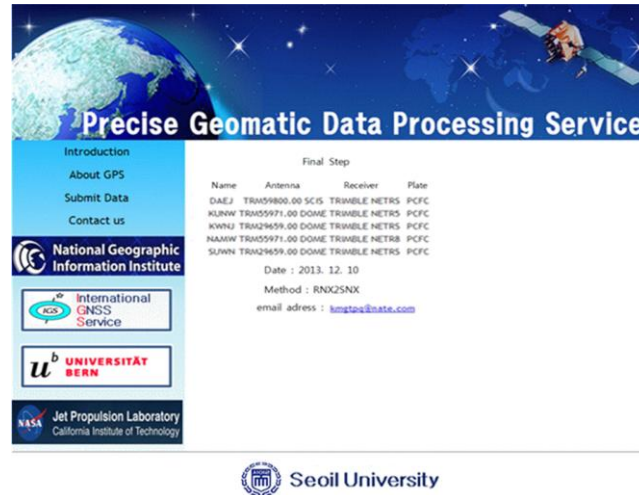 Precise Geomatic Data Processing Service
Introduction
About GPS
Submit Data
Contact us
National Geographic
Information Institute
IGS
International
GNSS
Service
u^b UNIVERSITÄT
BERN
NASA
Jet Propulsion Laboratory
California Institute of Technology
Final Step
Name Antenna Receiver Plate
DAEJ TRM59800.00 SCIS TRIMBLE NETR5 PCFC
KUNW TRM55971.00 DOME TRIMBLE NETR5 PCFC
KWNJ TRM29659.00 DOME TRIMBLE NETR5 PCFC
NAMW TRM55971.00 DOME TRIMBLE NETR8 PCFC
SUWN TRM29659.00 DOME TRIMBLE NETRS PCFC
Date : 2013. 12. 10
Method : RNX2SNX
email adress : kmgtpq@nate.com
Seoil University